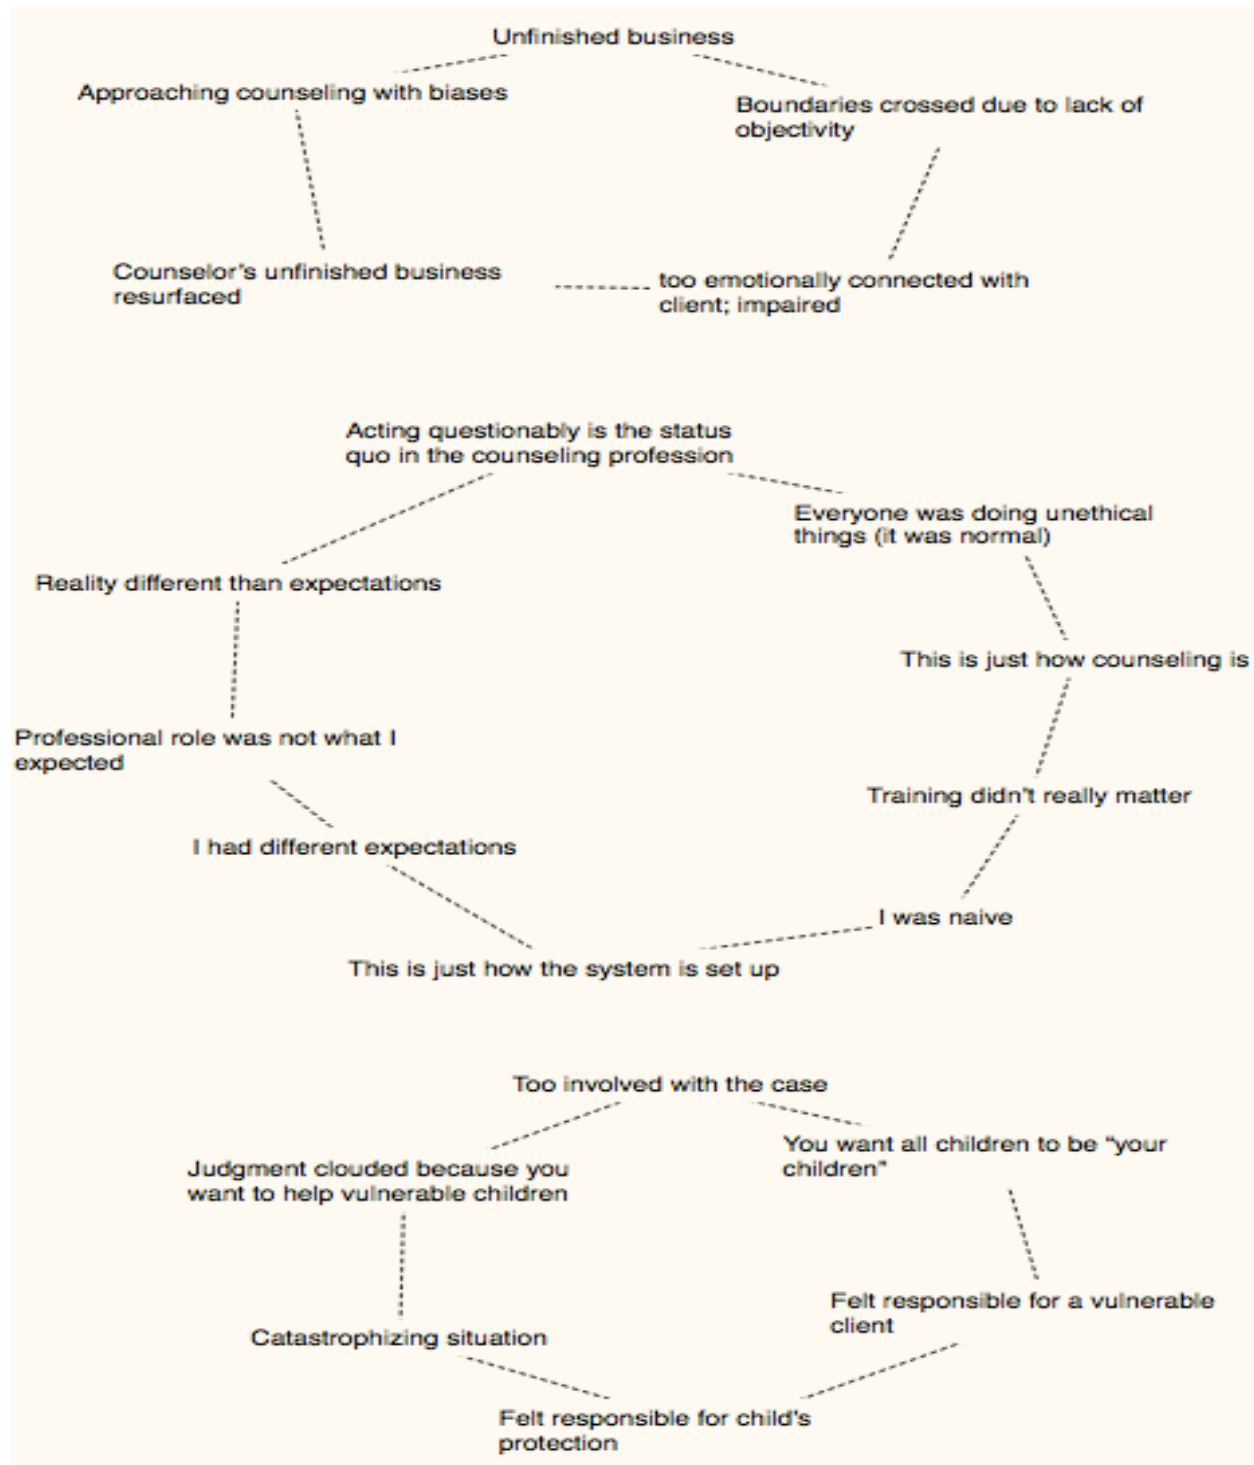 Unfinished business
Approaching counseling with biases
Boundaries crossed due to lack of
objectivity
Counselor's unfinished business
resurfaced
too emotionally connected with
client; impaired
Acting questionably is the status
quo in the counseling profession
Everyone was doing unethical
things (it was normal)
Reality different than expectations
This is just how counseling is
Professional role was not what I
expected
Training didn't really matter
I had different expectations
I was naive
This is just how the system is set up
Too involved with the case
You want all children to be "your
children"
Judgment clouded because you
want to help vulnerable children
Felt responsible for a vulnerable
client
Catastrophizing situation
Felt responsible for child's
protection